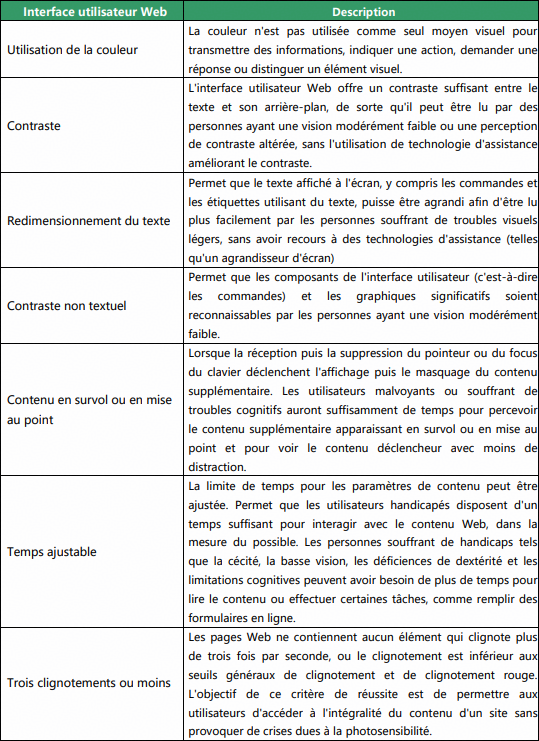 Interface utilisateur Web
Description
Utilisation de la couleur
La couleur n'est pas utilisée comme seul moyen visuel pour
transmettre des informations, indiquer une action, demander une
réponse ou distinguer un élément visuel.
Contraste
L'interface utilisateur Web offre un contraste suffisant entre le
texte et son arrière-plan, de sorte qu'il peut être lu par des
personnes ayant une vision modérément faible ou une perception
de contraste altérée, sans l'utilisation de technologie d'assistance
améliorant le contraste.
Redimensionnement du texte
Permet que le texte affiché à l'écran, y compris les commandes et
les étiquettes utilisant du texte, puisse être agrandi afin d'être lu
plus facilement par les personnes souffrant de troubles visuels
légers, sans avoir recours à des technologies d'assistance (telles
qu'un agrandisseur d'écran)
Contraste non textuel
Permet que les composants de l'interface utilisateur (c'est-à-dire
les commandes) et les graphiques significatifs soient
reconnaissables par les personnes ayant une vision modérément
faible.
Contenu en survol ou en mise
au point
Lorsque la réception puis la suppression du pointeur ou du focus
du clavier déclenchent l'affichage puis le masquage du contenu
supplémentaire. Les utilisateurs malvoyants ou souffrant de
troubles cognitifs auront suffisamment de temps pour percevoir
le contenu supplémentaire apparaissant en survol ou en mise au
point et pour voir le contenu déclencheur avec moins de
distraction.
Temps ajustable
La limite de temps pour les paramètres de contenu peut être
ajustée. Permet que les utilisateurs handicapés disposent d'un
temps suffisant pour interagir avec le contenu Web, dans la
mesure du possible. Les personnes souffrant de handicaps tels
que la cécité, la basse vision, les déficiences de dextérité et les
limitations cognitives peuvent avoir besoin de plus de temps pour
lire le contenu ou effectuer certaines tâches, comme remplir des
formulaires en ligne.
Trois clignotements ou moins
Les pages Web ne contiennent aucun élément qui clignote plus
de trois fois par seconde, ou le clignotement est inférieur aux
seuils généraux de clignotement et de clignotement rouge.
L'objectif de ce critère de réussite est de permettre aux
utilisateurs d'accéder à l'intégralité du contenu d'un site sans
provoquer de crises dues à la photosensibilité.